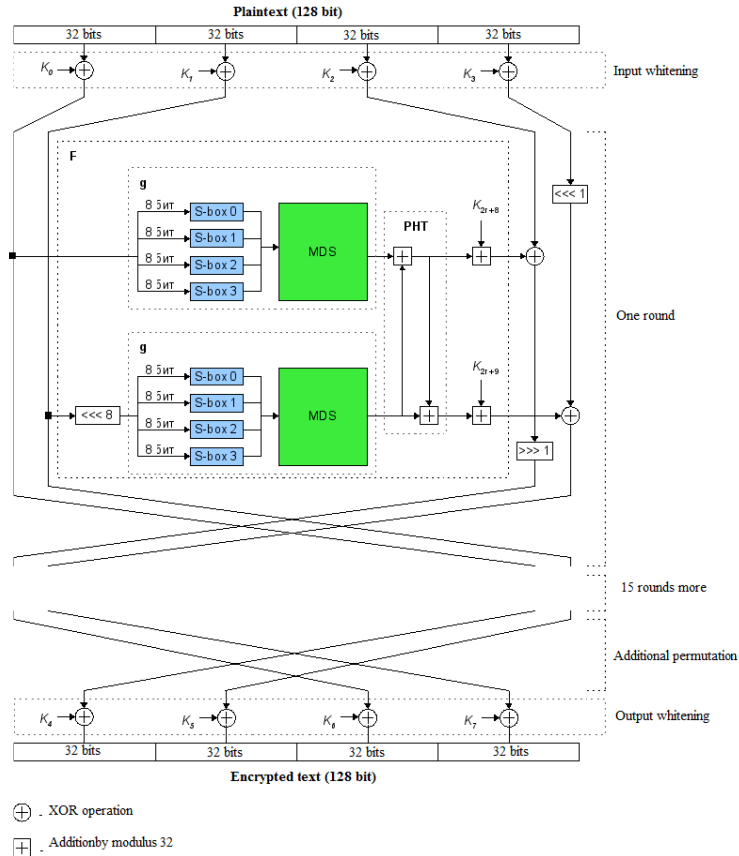 Plaintext (128 bit)
32 bits 32 bits 32 bits 32 bits
K0 K1 K2 K3 Input whitening
F
<<< 1
g
8 бит S-box 0
8 бит S-box 1
8 бит S-box 2
8 бит S-box 3
MDS
PHT
K2r+8
One round
g
8 бит S-box 0
8 бит S-box 1
8 бит S-box 2
8 бит S-box 3
<<< 8
MDS
K2r+9
>>> 1
15 rounds more
Additional permutation
K4 K5 K6 K7 Output whitening
32 bits 32 bits 32 bits 32 bits
Encrypted text (128 bit)
- XOR operation
- Additionby modulus 32